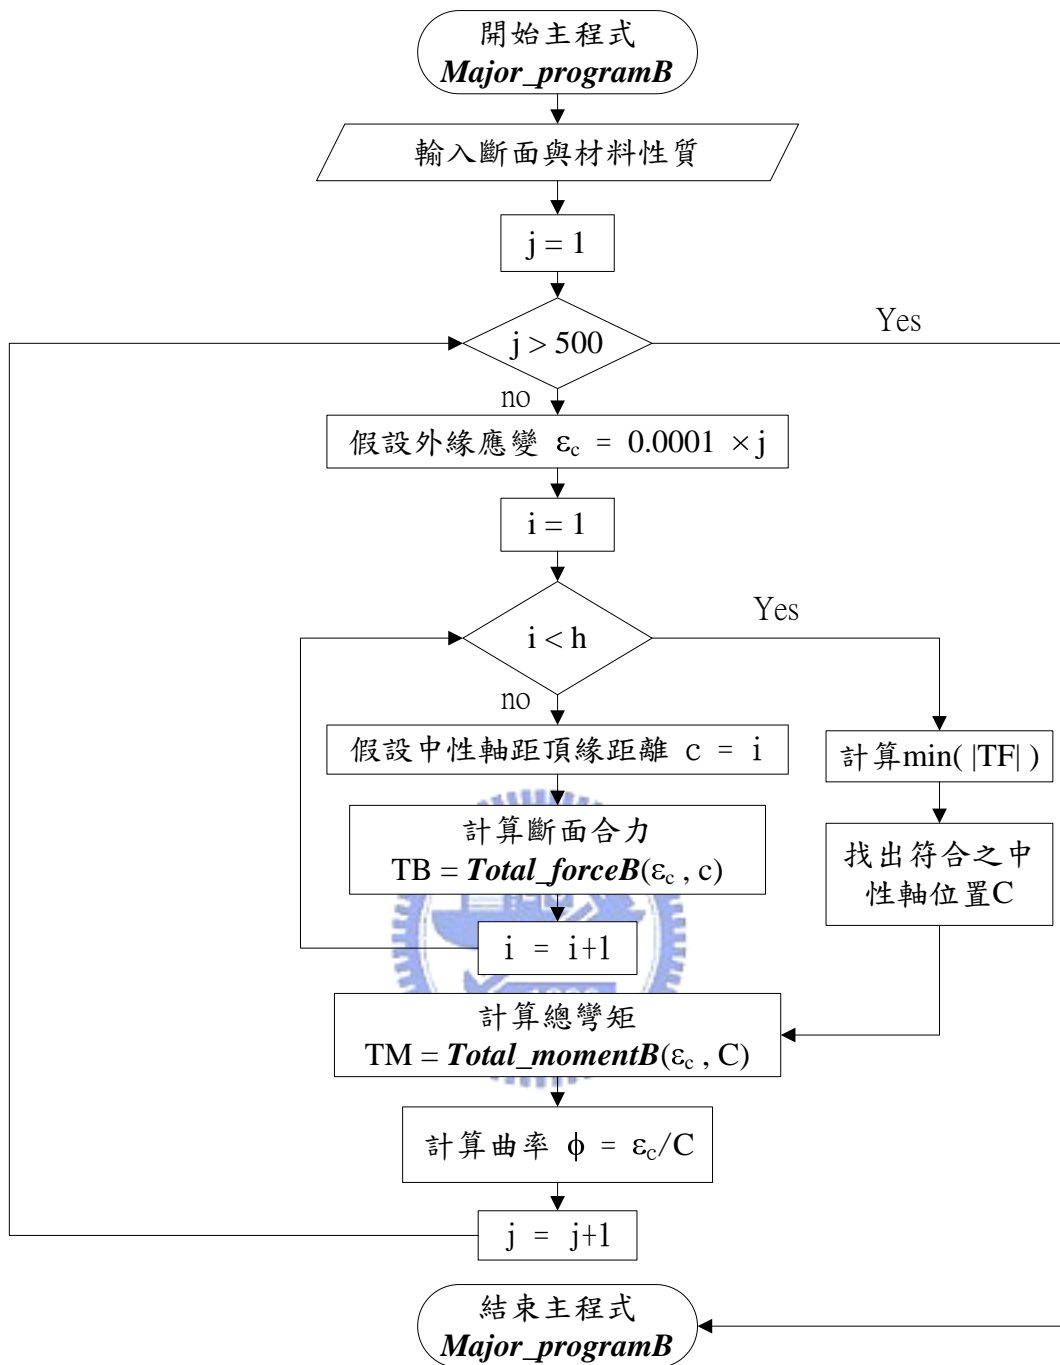 開始主程式
Major_programB
輸入斷面與材料性質
j = 1
j > 500
Yes
no
假設外緣應變 εc = 0.0001 × j
i = 1
i < h
Yes
no
假設中性軸距頂緣距離 c = i
計算min( |TF| )
計算斷面合力
TB = Total_forceB(εc , c)
找出符合之中
性軸位置C
i = i+1
計算總彎矩
TM = Total_momentB(εc , C)
計算曲率 ϕ = εc/C
j = j+1
結束主程式
Major_programB